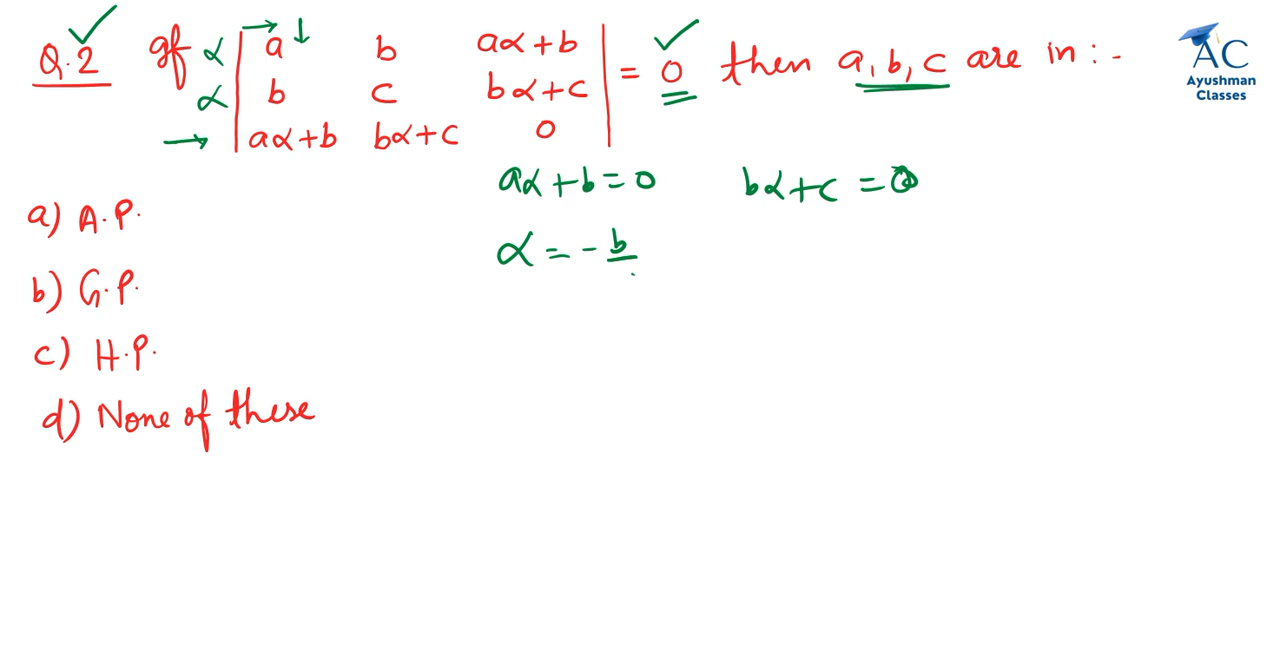 Q.2 If α | a b aα+b | = 0 then a, b, c are in :-
α | b c bα+c |
| aα+b bα+c 0 |
AC
Ayushman
Classes
aα+b=0 bα+c=0
α = -b/
a) A.P.
b) G.P.
c) H.P.
d) None of these